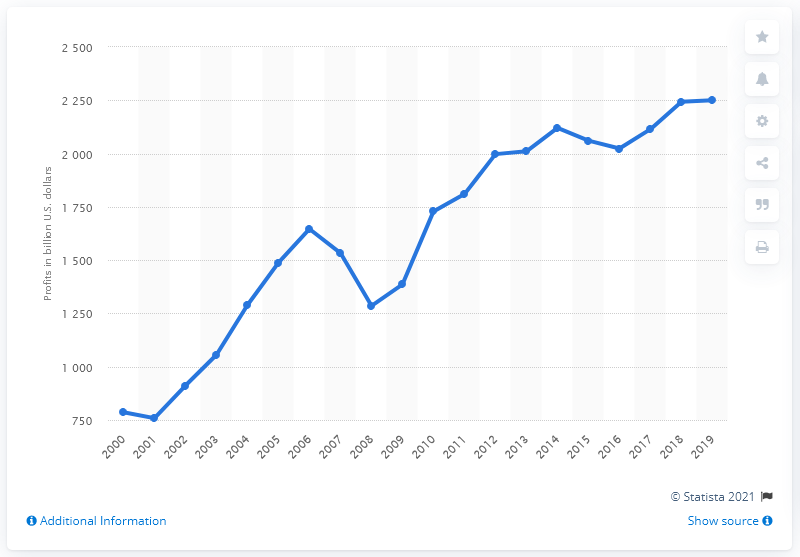 2 500
2 250
2 000
1 750
1 500
1 250
1 000
750
Profits in billion U.S. dollars
2000 2001 2002 2003 2004 2005 2006 2007 2008 2009 2010 2011 2012 2013 2014 2015 2016 2017 2018 2019
© Statista 2021
Additional Information
Show source